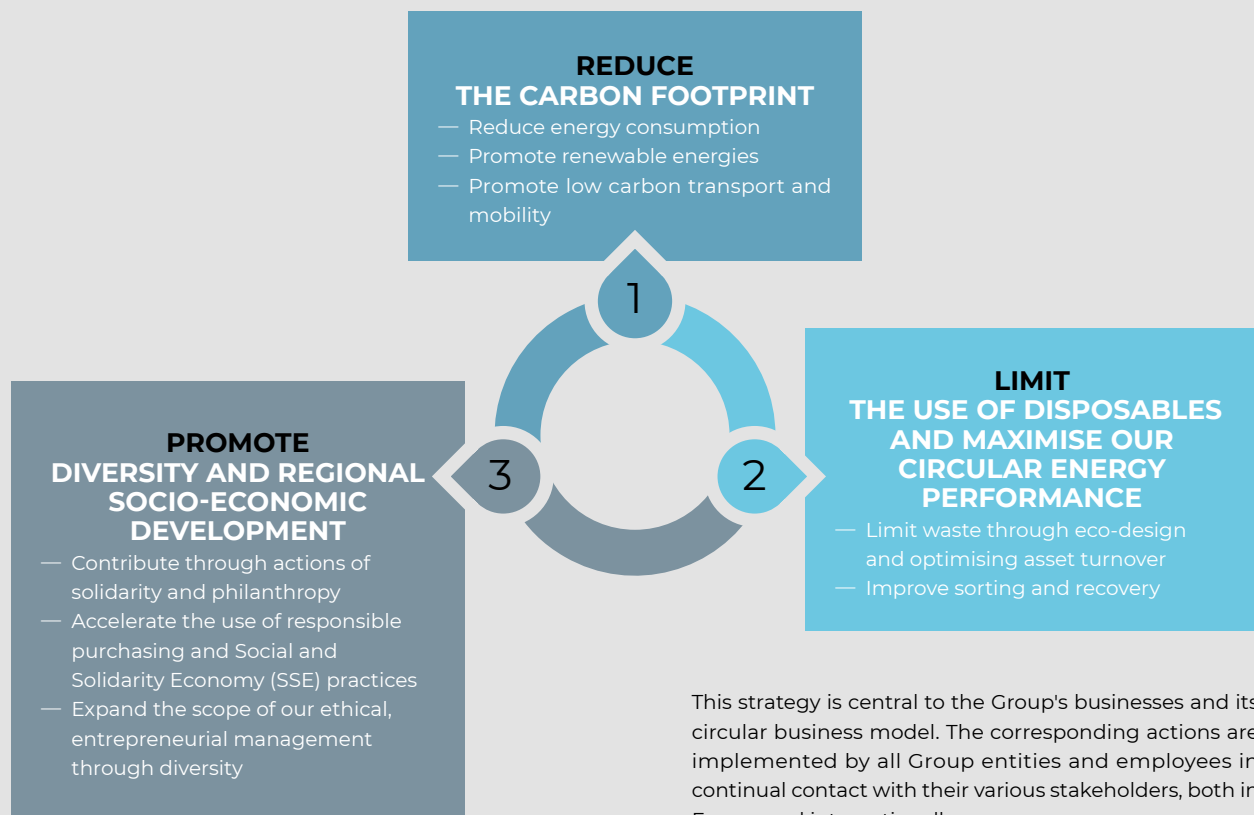 REDUCE
THE CARBON FOOTPRINT
— Reduce energy consumption
— Promote renewable energies
— Promote low carbon transport and
mobility
1
LIMIT
THE USE OF DISPOSABLES
AND MAXIMISE OUR
CIRCULAR ENERGY
PERFORMANCE
— Limit waste through eco-design
and optimising asset turnover
— Improve sorting and recovery
2
3
PROMOTE
DIVERSITY AND REGIONAL
SOCIO-ECONOMIC
DEVELOPMENT
— Contribute through actions of
solidarity and philanthropy
— Accelerate the use of responsible
purchasing and Social and
Solidarity Economy (SSE) practices
— Expand the scope of our ethical,
entrepreneurial management
through diversity
This strategy is central to the Group's businesses and its
circular business model. The corresponding actions are
implemented by all Group entities and employees in
continual contact with their various stakeholders, both in